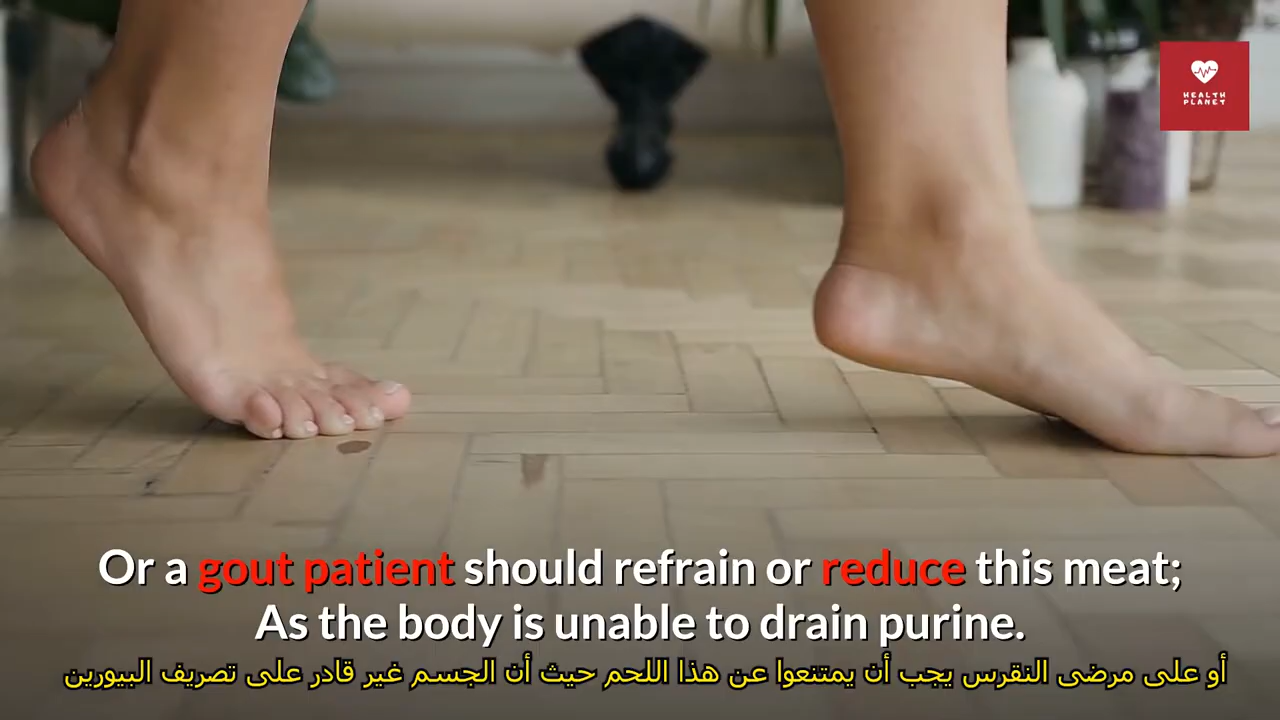 HEALTH
PLANET
Or a gout patient should refrain or reduce this meat;
As the body is unable to drain purine.
أو على مرضى النقرس يجب أن يمتنعوا عن هذا اللحم حيث أن الجسم غير قادر على تصريف البيورين